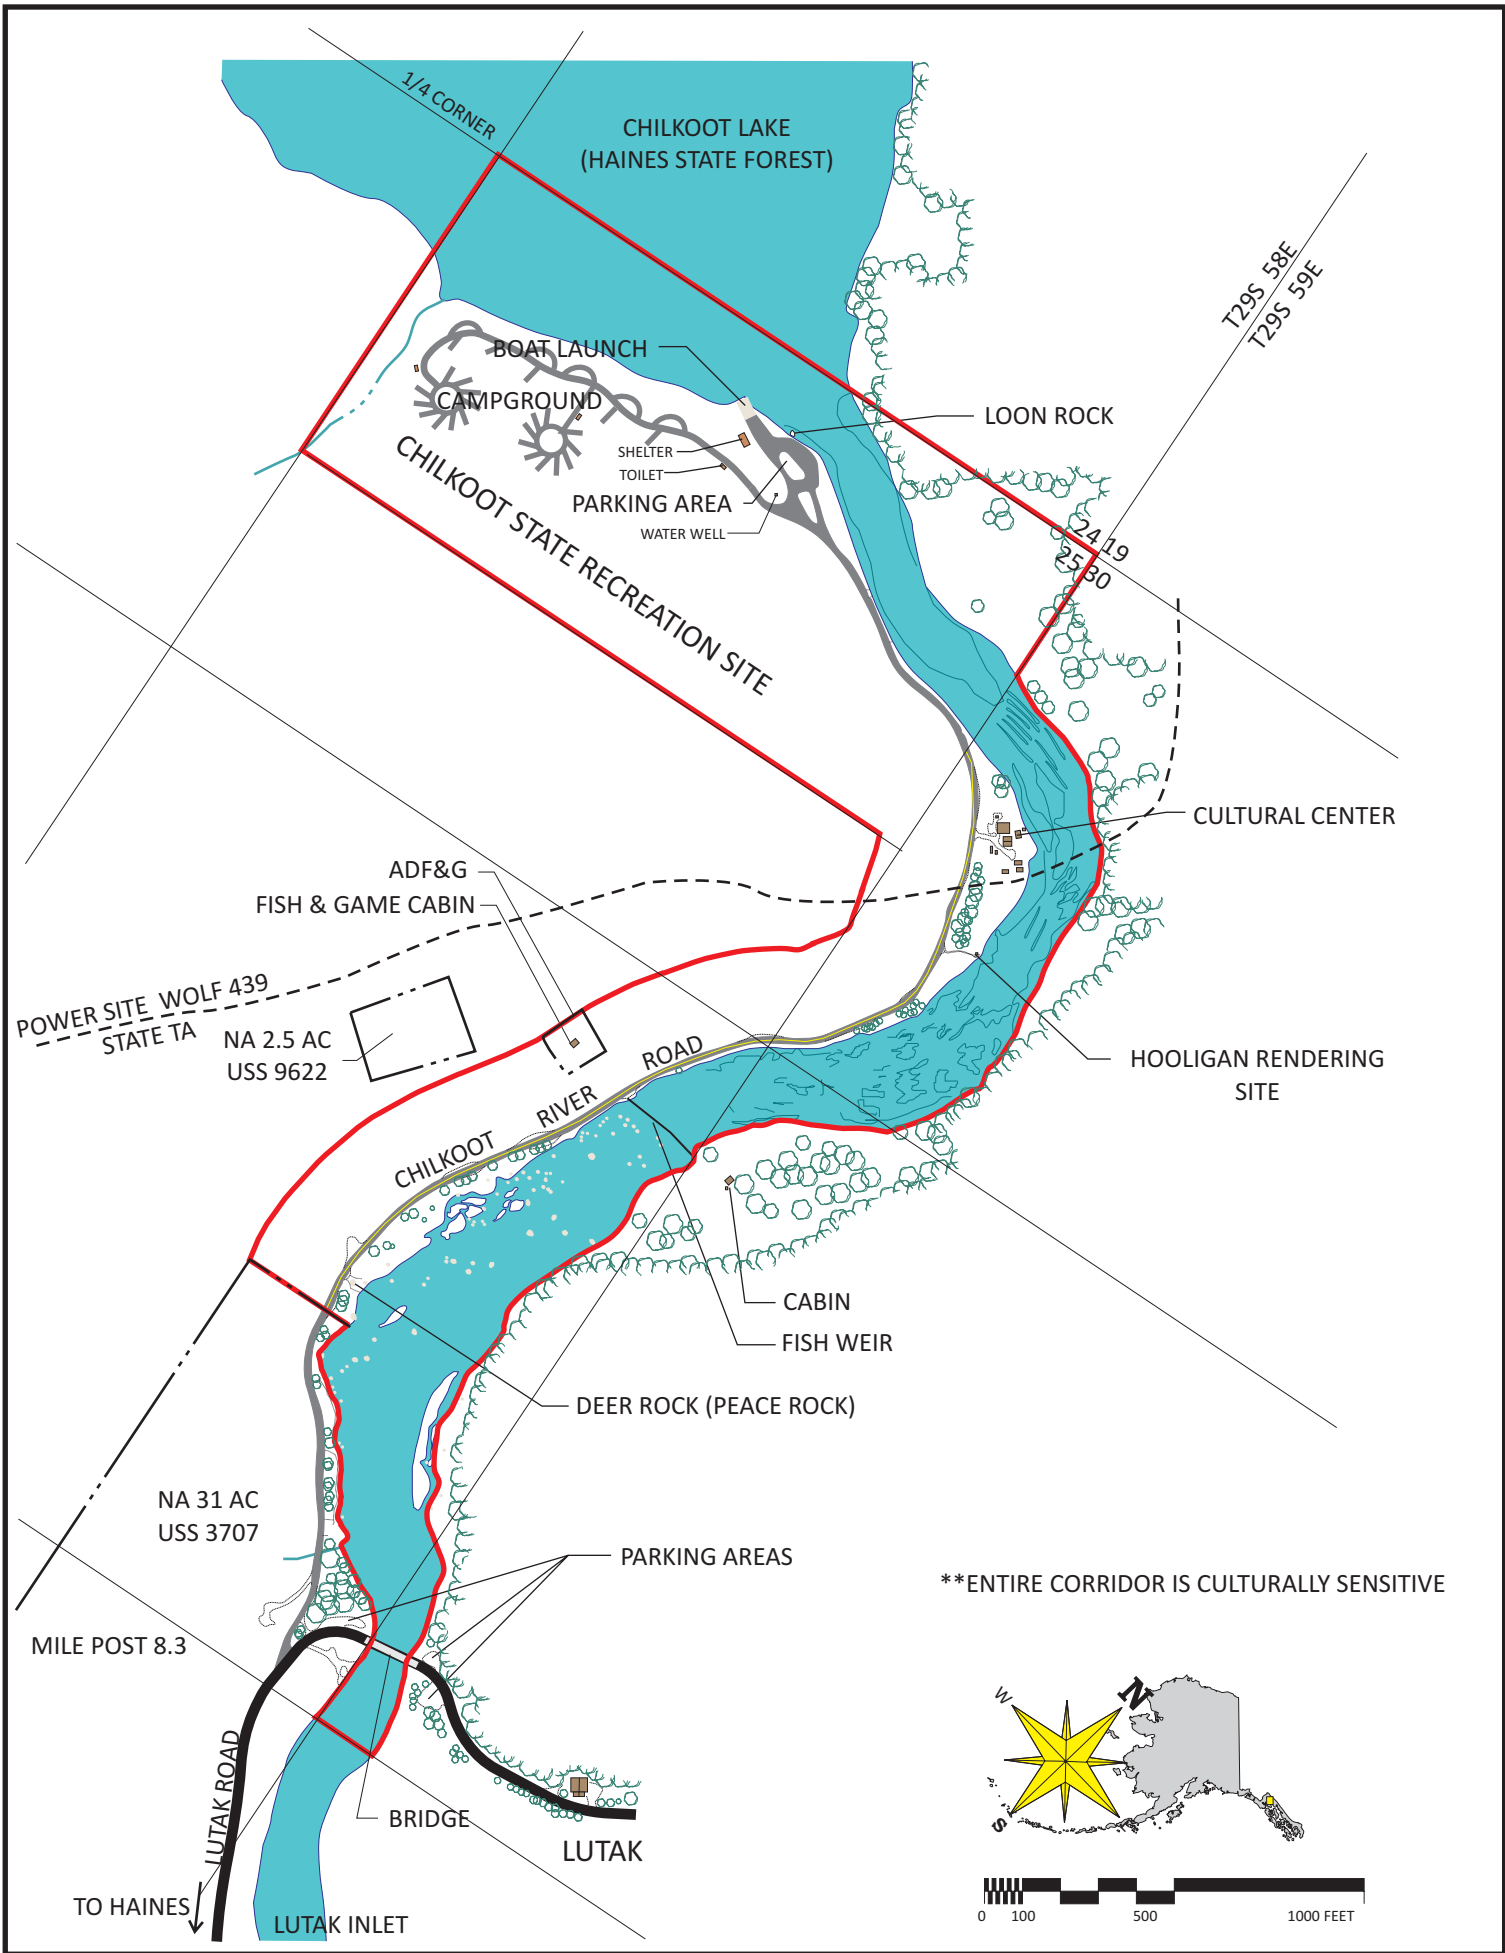 1/4 CORNER
CHILKOOT LAKE
(HAINES STATE FOREST)
T29S 58E
T29S 59E
BOAT LAUNCH
CAMPGROUND
LOON ROCK
SHELTER
TOILET
PARKING AREA
WATER WELL
CHILKOOT STATE RECREATION SITE
24 19
25 30
CULTURAL CENTER
ADF&G
FISH & GAME CABIN
POWER SITE WOLF 439
STATE TA
NA 2.5 AC
USS 9622
CHILKOOT RIVER ROAD
HOOLIGAN RENDERING
SITE
CABIN
FISH WEIR
DEER ROCK (PEACE ROCK)
NA 31 AC
USS 3707
PARKING AREAS
**ENTIRE CORRIDOR IS CULTURALLY SENSITIVE
MILE POST 8.3
W
N
S
LUTAK ROAD
BRIDGE
LUTAK
TO HAINES
LUTAK INLET
0 100 500 1000 FEET